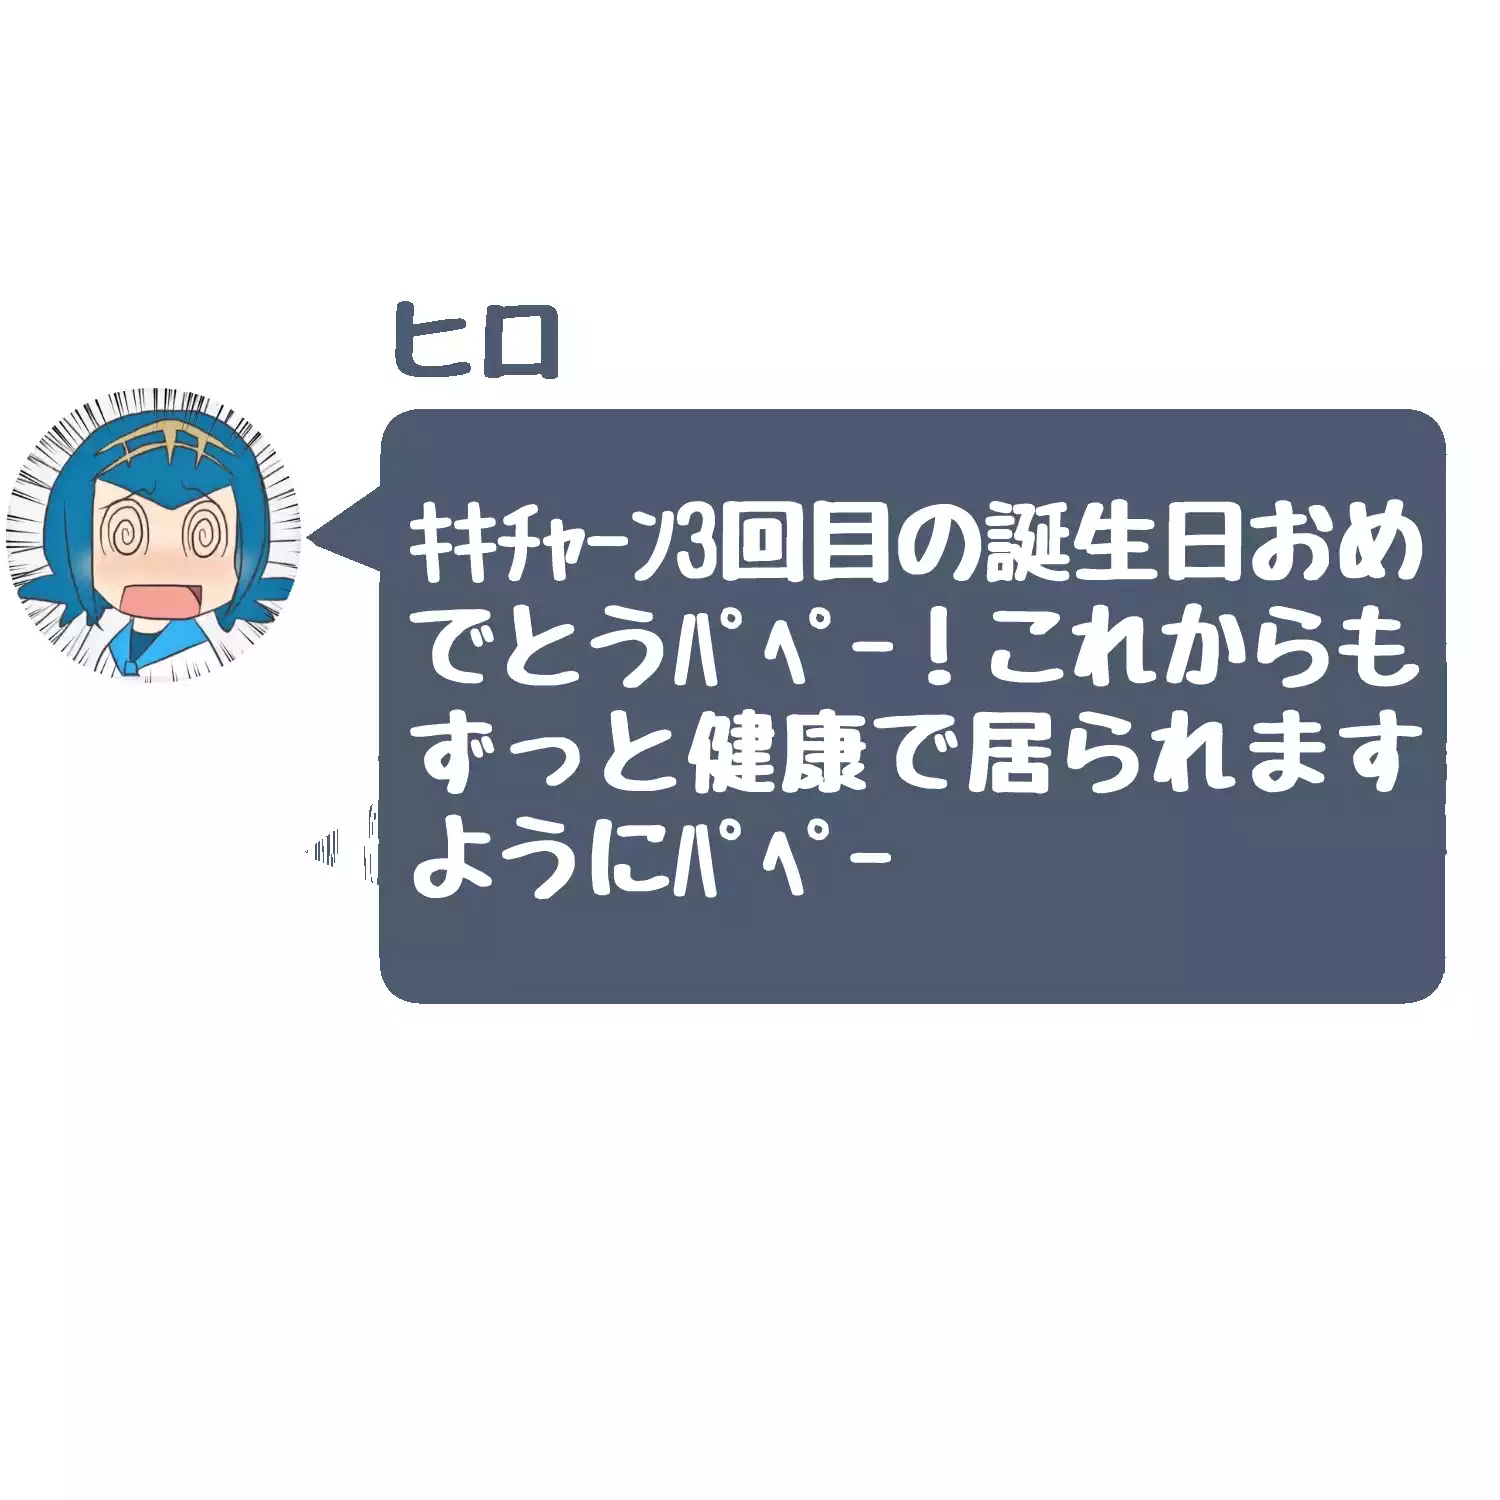 ヒロ
ｷｷﾁｬｰﾝ3回目の誕生日おめ
でとうﾊﾟﾍﾟｰ！これからも
ずっと健康で居られます
ようにﾊﾟﾍﾟｰ